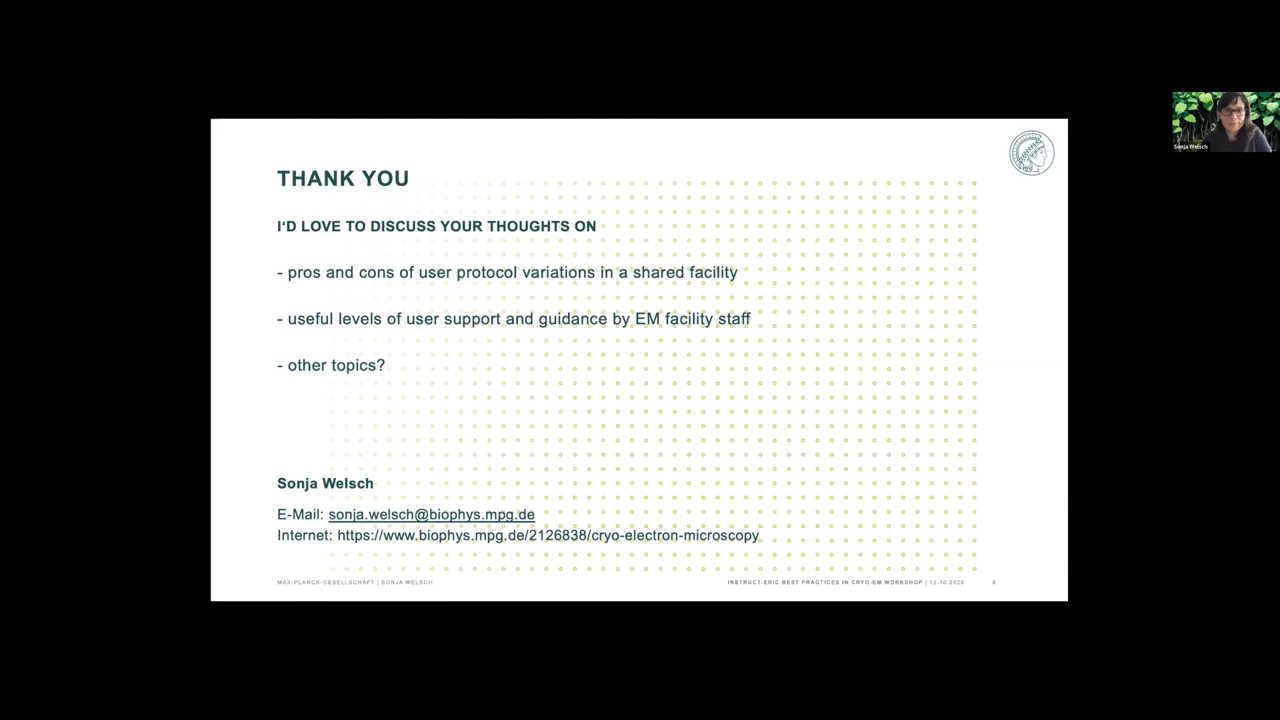 THANK YOU
I'D LOVE TO DISCUSS YOUR THOUGHTS ON
- pros and cons of user protocol variations in a shared facility
- useful levels of user support and guidance by EM facility staff
- other topics?
Sonja Welsch
E-Mail: sonja.welsch@biophys.mpg.de
Internet: https://www.biophys.mpg.de/2126838/cryo-electron-microscopy
MAX-PLANCK-GESELLSCHAFT | SONJA WELSCH
INSTRUCT-ERIC BEST PRACTICES IN CRYO-EM WORKSHOP | 12.10.2020
8
Sonja Welsch